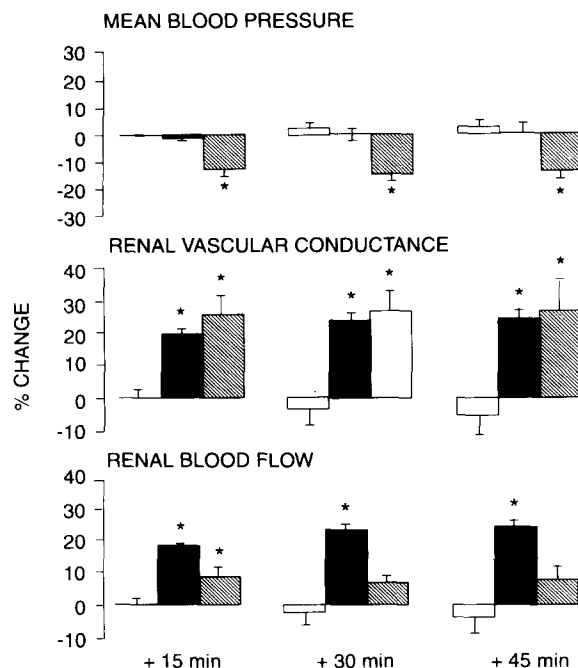 MEAN BLOOD PRESSURE
30
20
10
0
-10
-20
30
* * *
RENAL VASCULAR CONDUCTANCE
40
30
20
10
0
-10
* * * * * *
% CHANGE
RENAL BLOOD FLOW
40
30
20
10
0
-10
* * * *
+ 15 min + 30 min + 45 min